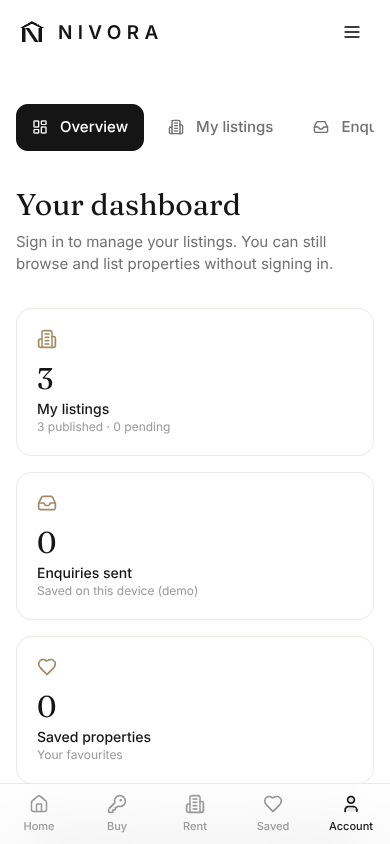 NIVORA
Overview
My listings
Enqu
Your dashboard
Sign in to manage your listings. You can still
browse and list properties without signing in.
3
My listings
3 published · 0 pending
0
Enquiries sent
Saved on this device (demo)
0
Saved properties
Your favourites
Home
Buy
Rent
Saved
Account